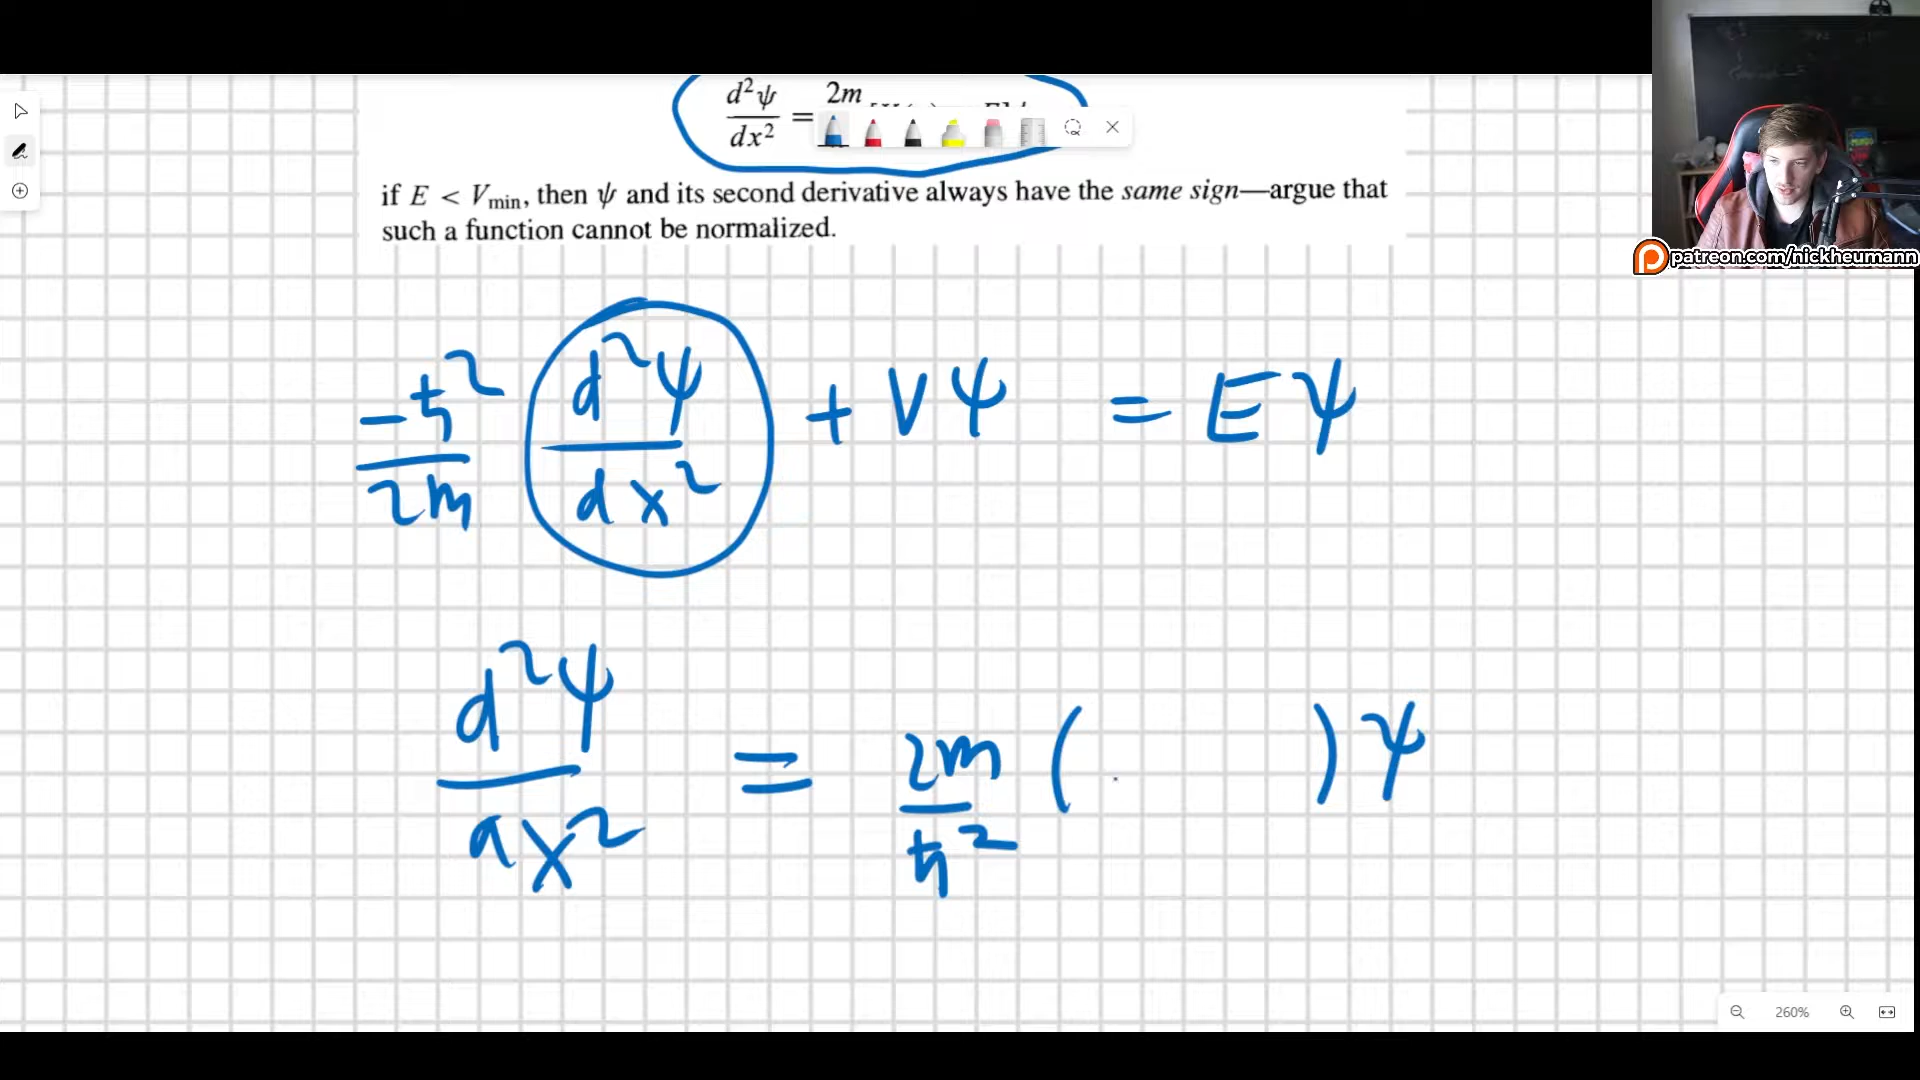 d²ψ/dx² = 2m
if E < Vmin, then ψ and its second derivative always have the same sign—argue that
such a function cannot be normalized.
patreon.com/nickheumann
-ħ²/2m d²ψ/dx² + Vψ = Eψ
d²ψ/dx² = 2m/ħ² ( )ψ
260%